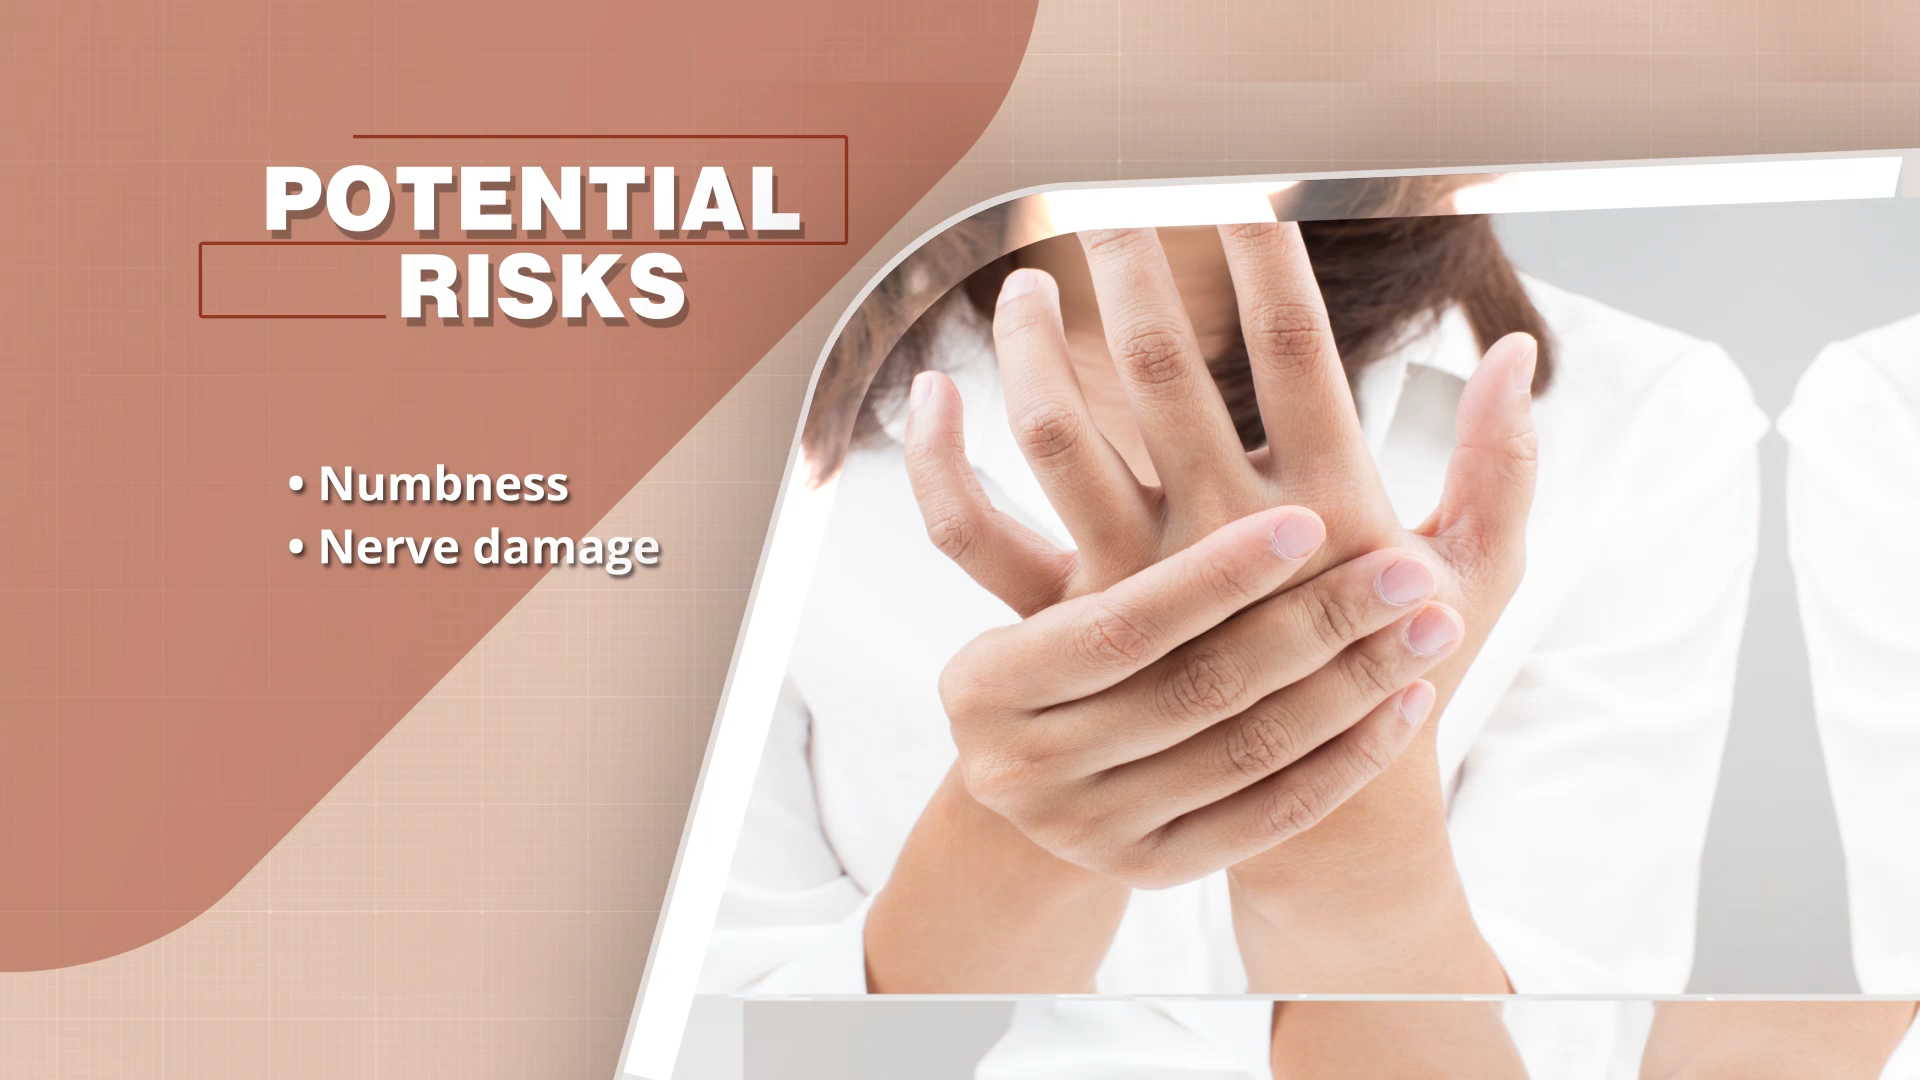 POTENTIAL
RISKS
• Numbness
• Nerve damage